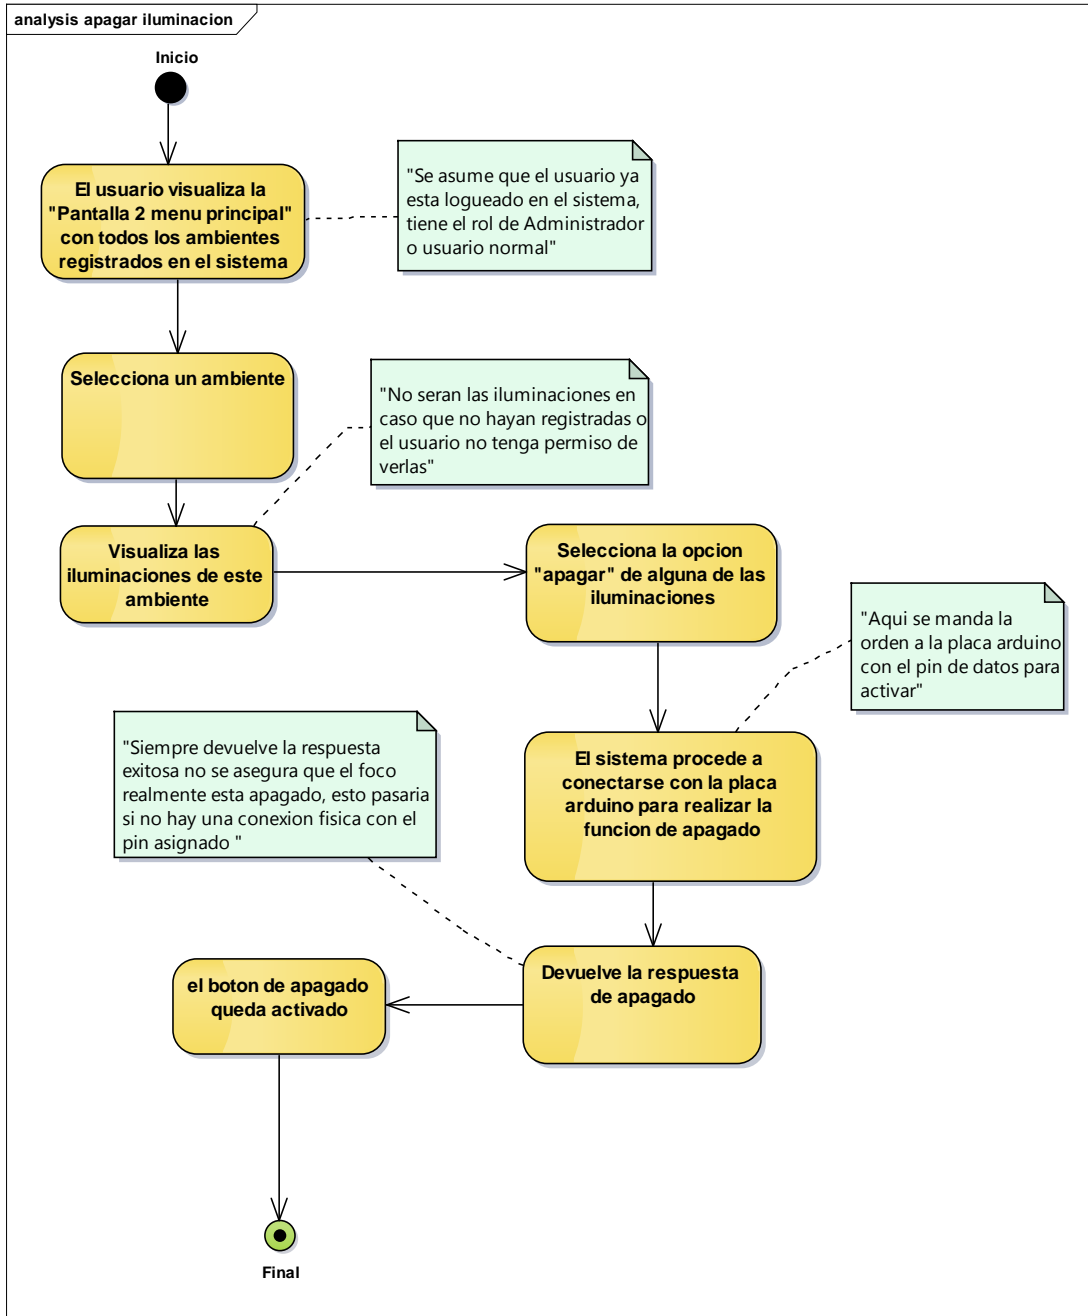 analysis apagar iluminacion
Inicio
El usuario visualiza la
"Pantalla 2 menu principal"
con todos los ambientes
registrados en el sistema
"Se asume que el usuario ya
esta logueado en el sistema,
tiene el rol de Administrador
o usuario normal"
Selecciona un ambiente
"No seran las iluminaciones en
caso que no hayan registradas o
el usuario no tenga permiso de
verlas"
Visualiza las
iluminaciones de este
ambiente
Selecciona la opcion
"apagar" de alguna de las
iluminaciones
"Aqui se manda la
orden a la placa arduino
con el pin de datos para
activar"
El sistema procede a
conectarse con la placa
arduino para realizar la
funcion de apagado
"Siempre devuelve la respuesta
exitosa no se asegura que el foco
realmente esta apagado, esto pasaria
si no hay una conexion fisica con el
pin asignado "
Devuelve la respuesta
de apagado
el boton de apagado
queda activado
Final